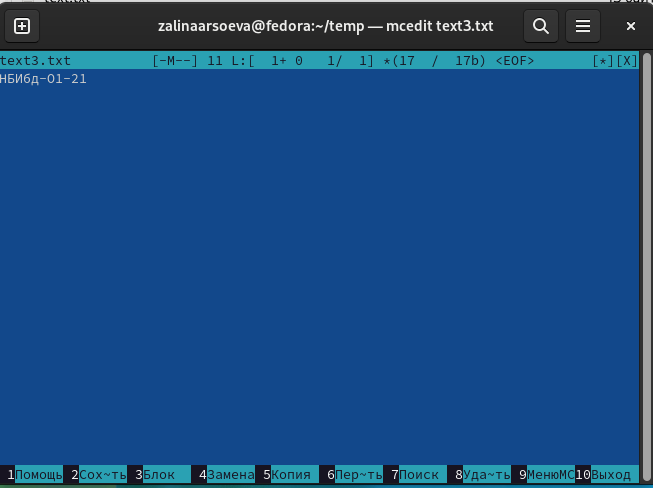 zalinaarsoeva@fedora:~/temp — mcedit text3.txt
text3.txt [-M--] 11 L:[ 1+ 0 1/ 1] *(17 / 17b) <EOF> [*][X]
НБИбд-01-21
1Помощь 2Сох~ть 3Блок 4Замена 5Копия 6Пер~ть 7Поиск 8Уда~ть 9МенюMC 10Выход